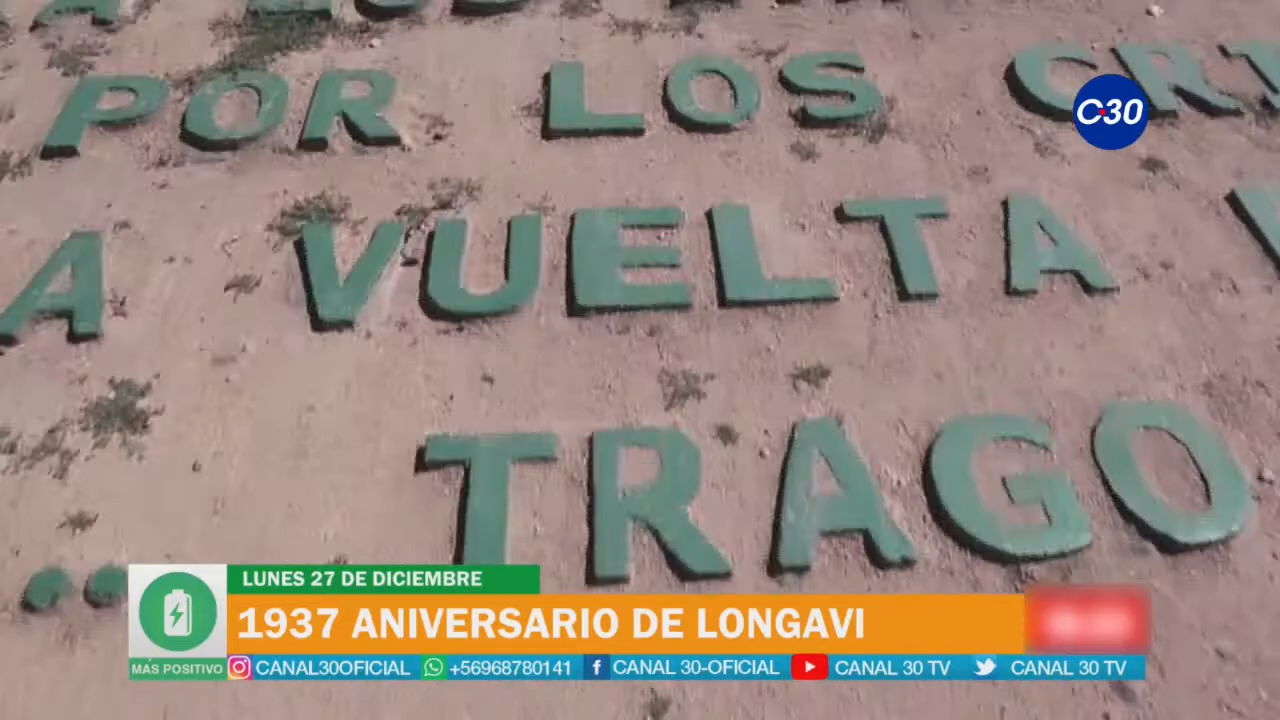 POR LOS
C30
A VUELTA
TRAGO
LUNES 27 DE DICIEMBRE
1937 ANIVERSARIO DE LONGAVI
MÁS POSITIVO
CANAL30OFICIAL
+56968780141
CANAL 30-OFICIAL
CANAL 30 TV
CANAL 30 TV